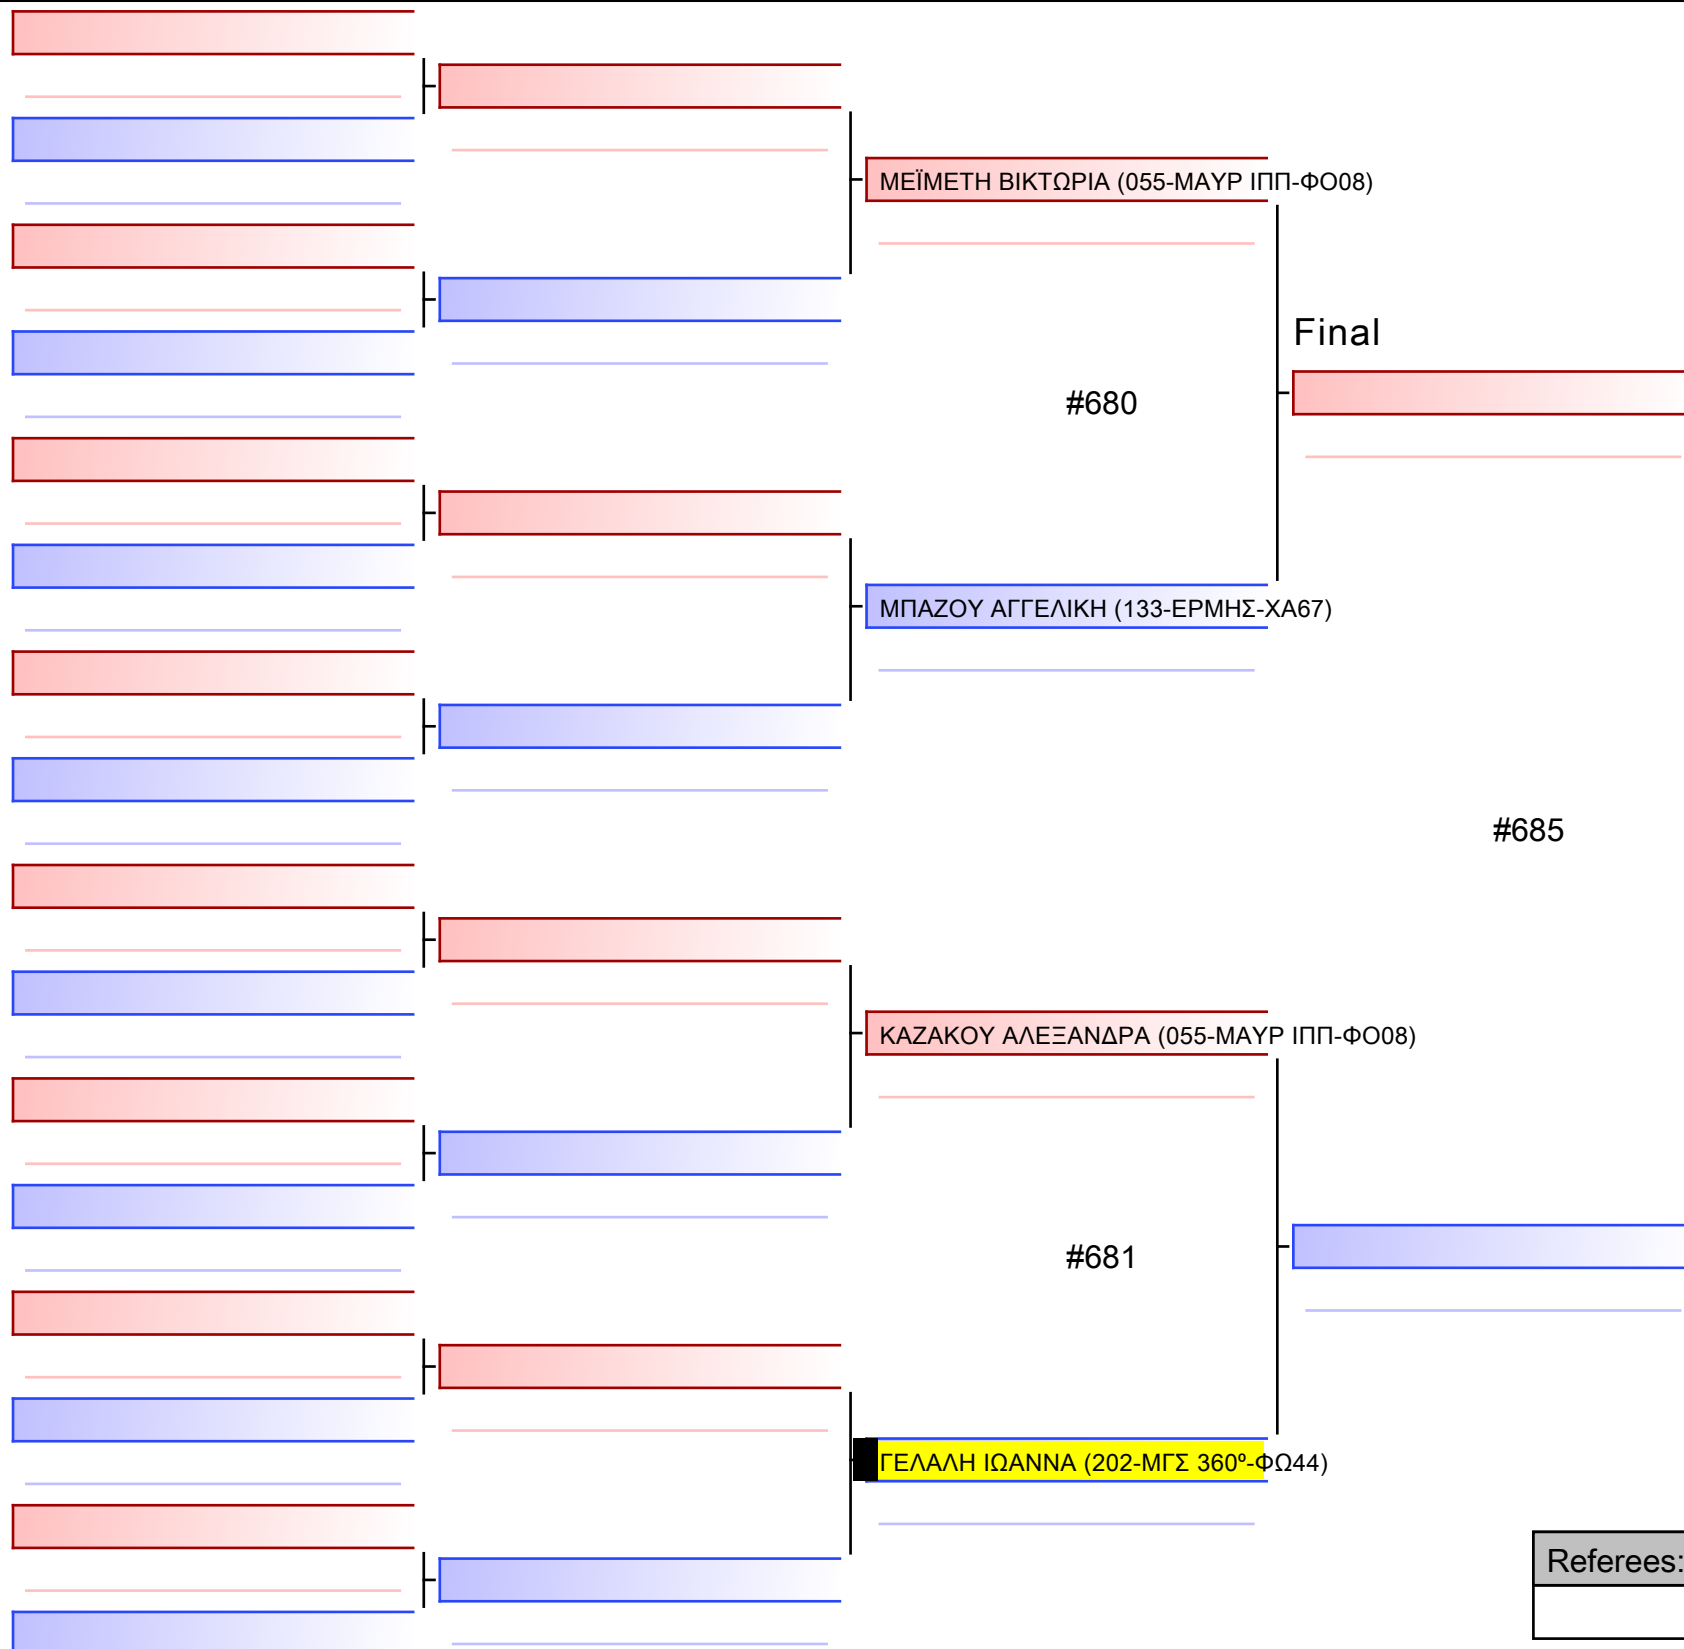 ΜΕΪΜΕΤΗ ΒΙΚΤΩΡΙΑ (055-ΜΑΥΡ ΙΠΠ-ΦΟ08)
Final
#680
ΜΠΑΖΟΥ ΑΓΓΕΛΙΚΗ (133-ΕΡΜΗΣ-ΧΑ67)
#685
ΚΑΖΑΚΟΥ ΑΛΕΞΑΝΔΡΑ (055-ΜΑΥΡ ΙΠΠ-ΦΟ08)
#681
ΓΕΛΑΛΗ ΙΩΑΝΝΑ (202-ΜΓΣ 360º-ΦΩ44)
Referees: